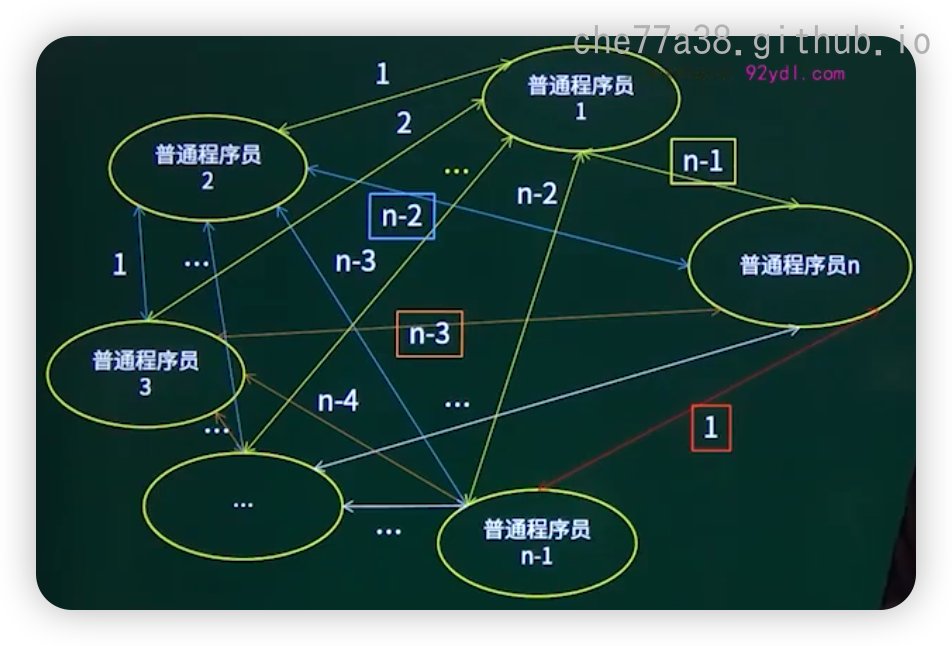 che77a38.github.io
92ydl.com
1
普通程序员
1
2
普通程序员
2
...
n-1
n-2
n-2
1
...
n-3
普通程序员n
n-3
普通程序员
3
n-4
...
1
...
...
普通程序员
n-1
...